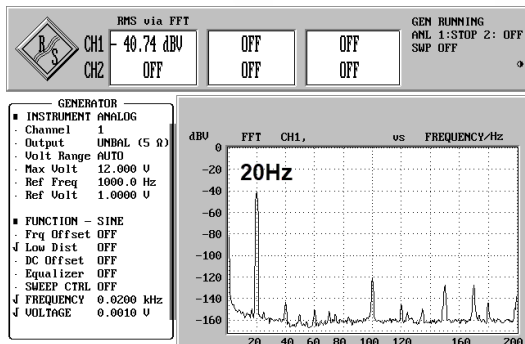 RMS via FFT
CH1 - 40.74 dBV OFF OFF
CH2 OFF OFF OFF
GEN RUNNING
ANL 1:STOP 2: OFF
SWP OFF
R S
GENERATOR
INSTRUMENT ANALOG
Channel 1
Output UNBAL (5 Ω)
Volt Range AUTO
Max Volt 12.000 V
Ref Freq 1000.0 Hz
Ref Volt 1.0000 V
FUNCTION - SINE
Frq Offset OFF
Low Dist OFF
DC Offset OFF
Equalizer OFF
SWEEP CTRL OFF
FREQUENCY 0.0200 kHz
VOLTAGE 0.0010 V
dBV FFT CH1, vs FREQUENCY/Hz
0
-20
20Hz
-40
-60
-80
-100
-120
-140
-160
20 40 60 80 100 120 160 200